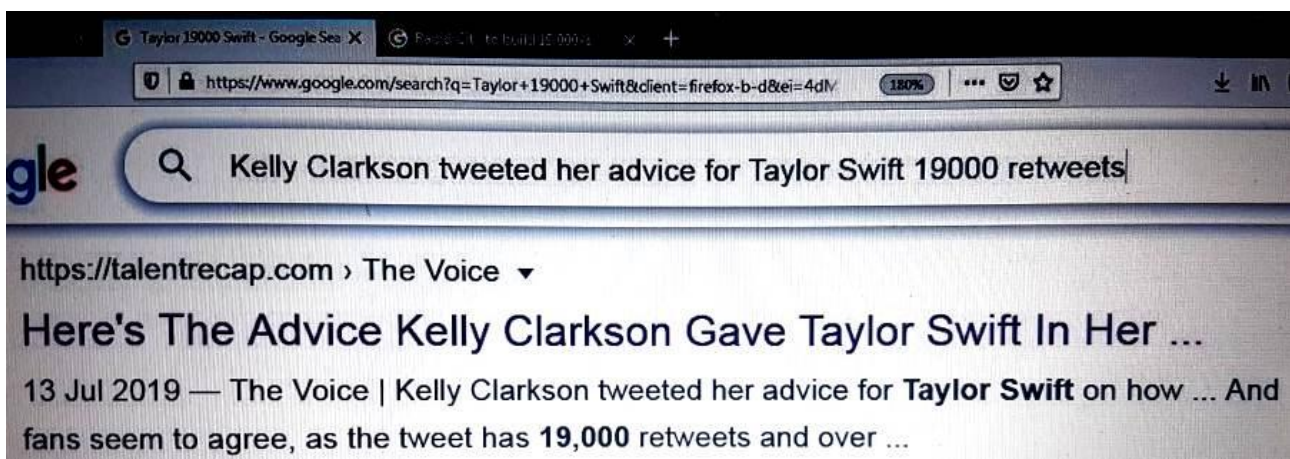 G Taylor 19000 Swift - Google Sea X
G
https://www.google.com/search?q=Taylor+19000+Swift&client=firefox-b-d&ei=4dM
180%
gle
Kelly Clarkson tweeted her advice for Taylor Swift 19000 retweets
https://talentrecap.com › The Voice
Here's The Advice Kelly Clarkson Gave Taylor Swift In Her ...
13 Jul 2019 — The Voice | Kelly Clarkson tweeted her advice for Taylor Swift on how ... And
fans seem to agree, as the tweet has 19,000 retweets and over ...